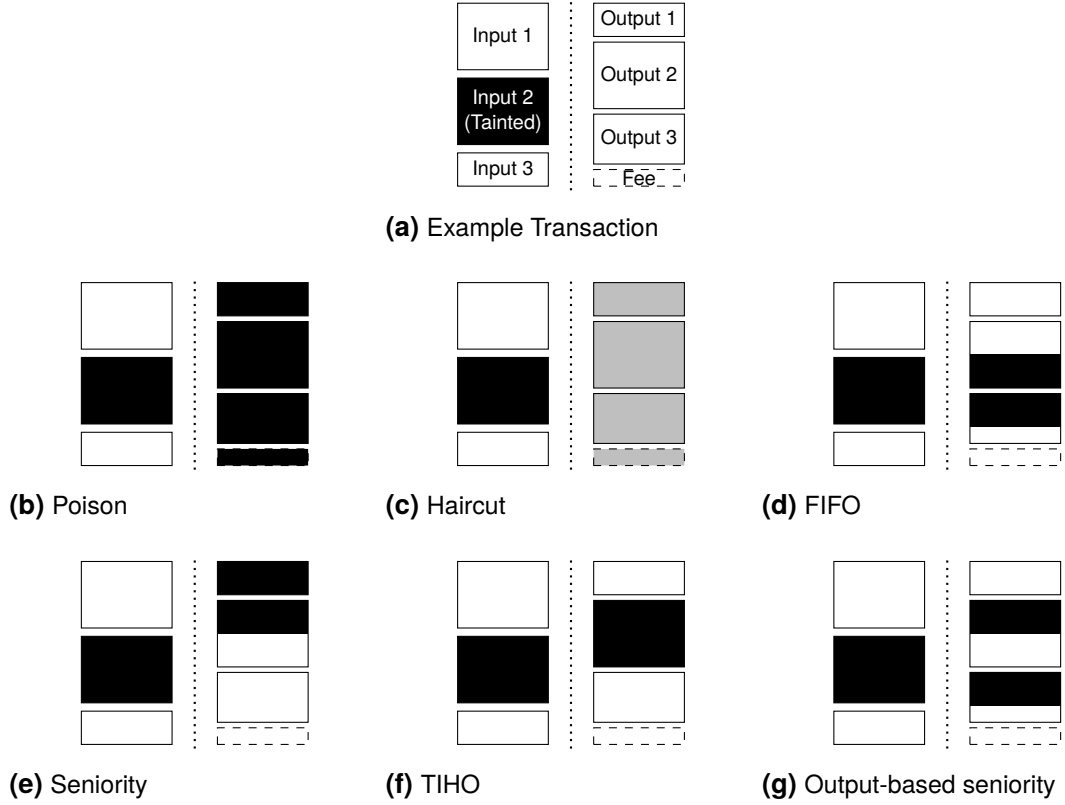 Input 1
Input 2
(Tainted)
Input 3
Output 1
Output 2
Output 3
Fee
(a) Example Transaction
(b) Poison
(c) Haircut
(d) FIFO
(e) Seniority
(f) TIHO
(g) Output-based seniority